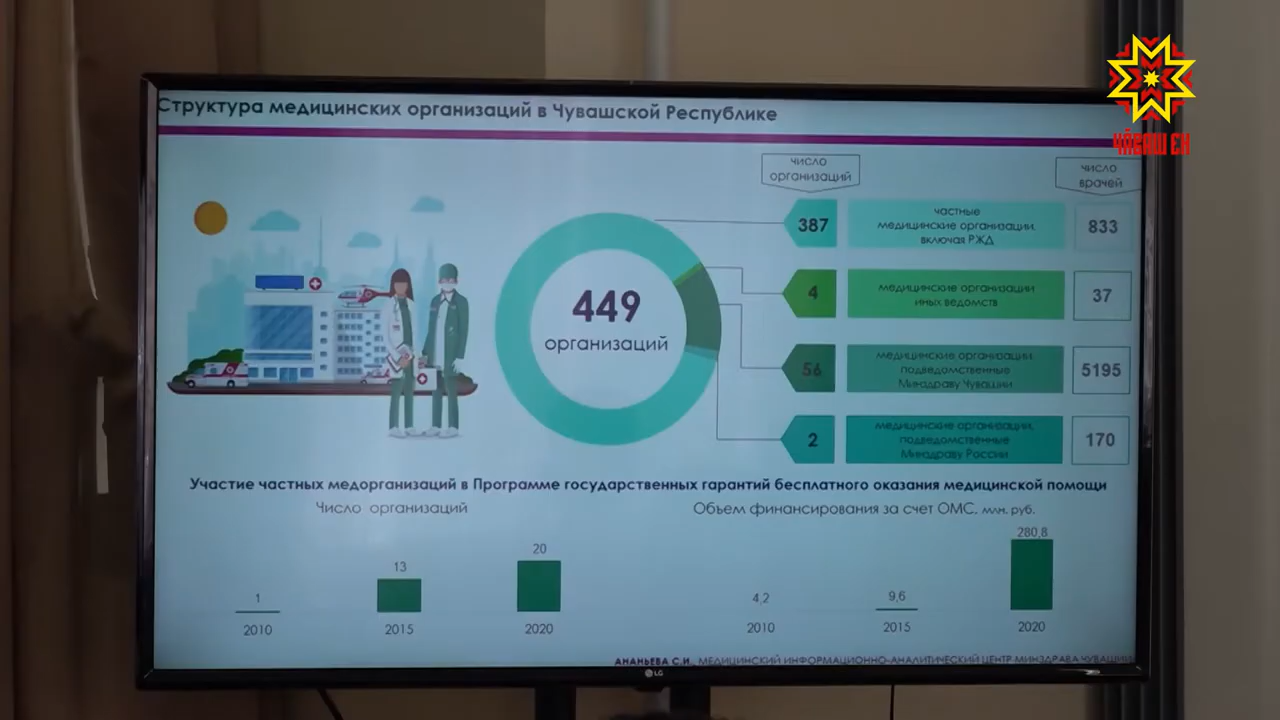 Структура медицинских организаций в Чувашской Республике
ЧӐВАШ ЕН
число
организаций
число
врачей
449
организаций
387
частные
медицинские организации,
включая РЖД
833
4
медицинские организации
иных ведомств
37
56
медицинские организации,
подведомственные
Минздраву Чувашии
5195
2
медицинские организации,
подведомственные
Минздраву России
170
Участие частных медорганизаций в Программе государственных гарантий бесплатного оказания медицинской помощи
Число организаций
1
13
20
2010
2015
2020
Объем финансирования за счет ОМС, млн. руб.
4,2
9,6
280,8
2010
2015
2020
АНАНЬЕВА С.И., МЕДИЦИНСКИЙ ИНФОРМАЦИОННО-АНАЛИТИЧЕСКИЙ ЦЕНТР МИНЗДРАВА ЧУВАШИИ
LG